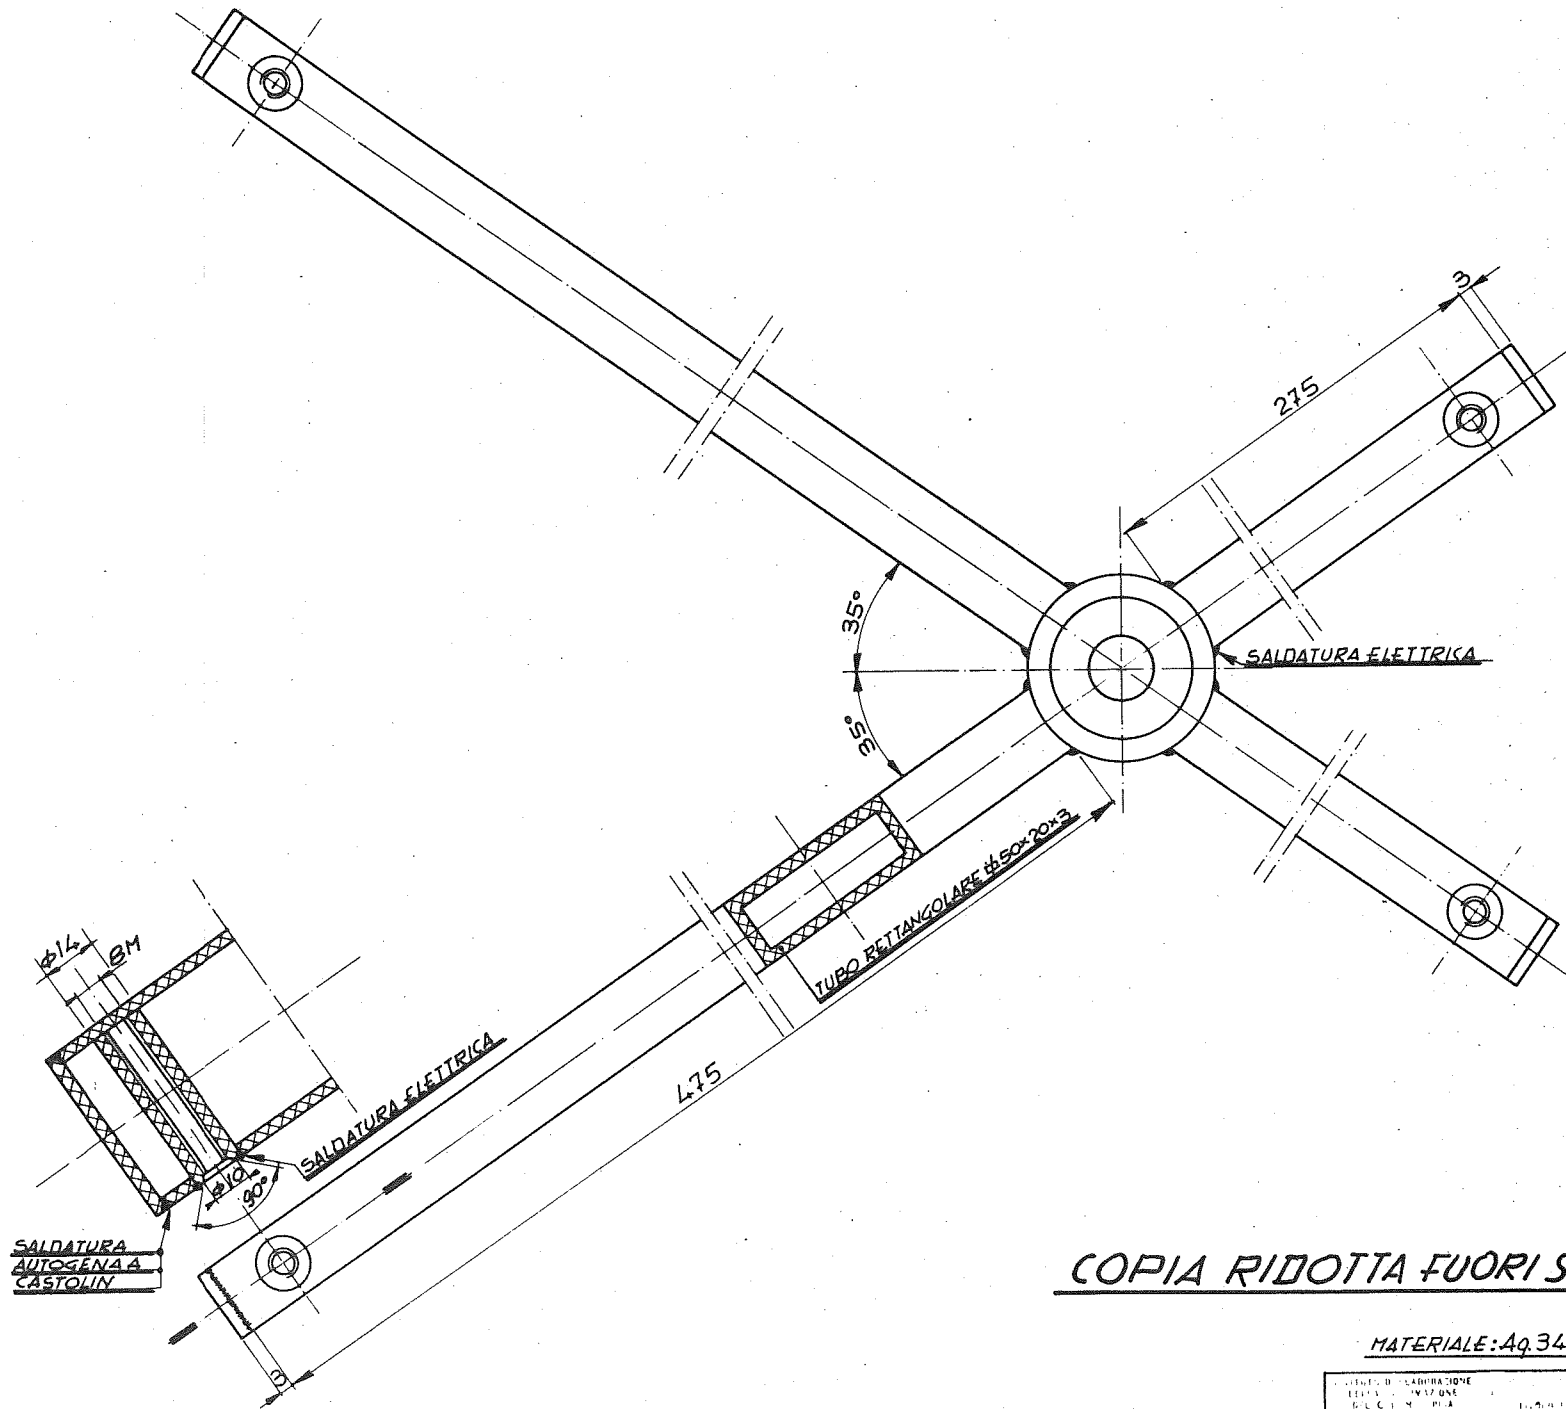 3
275
35°
SALDATURA ELETTRICA
35°
TUBO RETTANGOLARE ϕ 50×20×3
ϕ14
8M
475
SALDATURA ELETTRICA
ϕ10
90°
SALDATURA
AUTOGENA A
CASTOLIN
3
COPIA RIDOTTA FUORI S
MATERIALE: Aq. 34